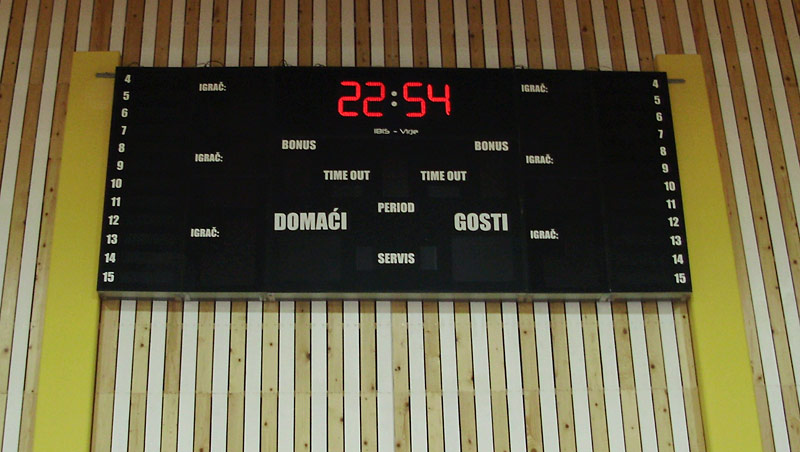 22:54
IBIS - Virje
BONUS BONUS
TIME OUT TIME OUT
PERIOD
DOMAĆI GOSTI
SERVIS
4
5
6
7
8
9
10
11
12
13
14
15
IGRAČ:
IGRAČ:
IGRAČ:
IGRAČ:
IGRAČ:
IGRAČ:
4
5
6
7
8
9
10
11
12
13
14
15